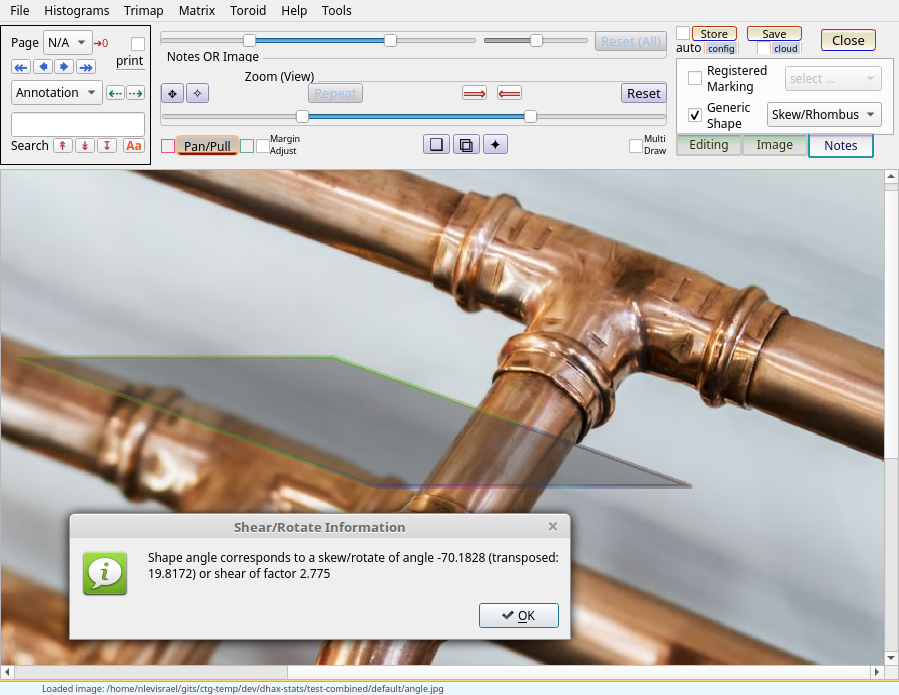 File Histograms Trimap Matrix Toroid Help Tools
Page N/A →0
print
Annotation
Search Aa
Reset (All)
Notes OR Image
Zoom (View)
Repeat Reset
Pan/Pull Margin Adjust
Multi Draw
Store Save Close
auto config cloud
Registered Marking select ...
Generic Shape Skew/Rhombus
Editing Image Notes
Shear/Rotate Information
Shape angle corresponds to a skew/rotate of angle -70.1828 (transposed:
19.8172) or shear of factor 2.775
OK
Loaded image: /home/nlevisrael/gits/ctg-temp/dev/dhax-stats/test-combined/default/angle.jpg